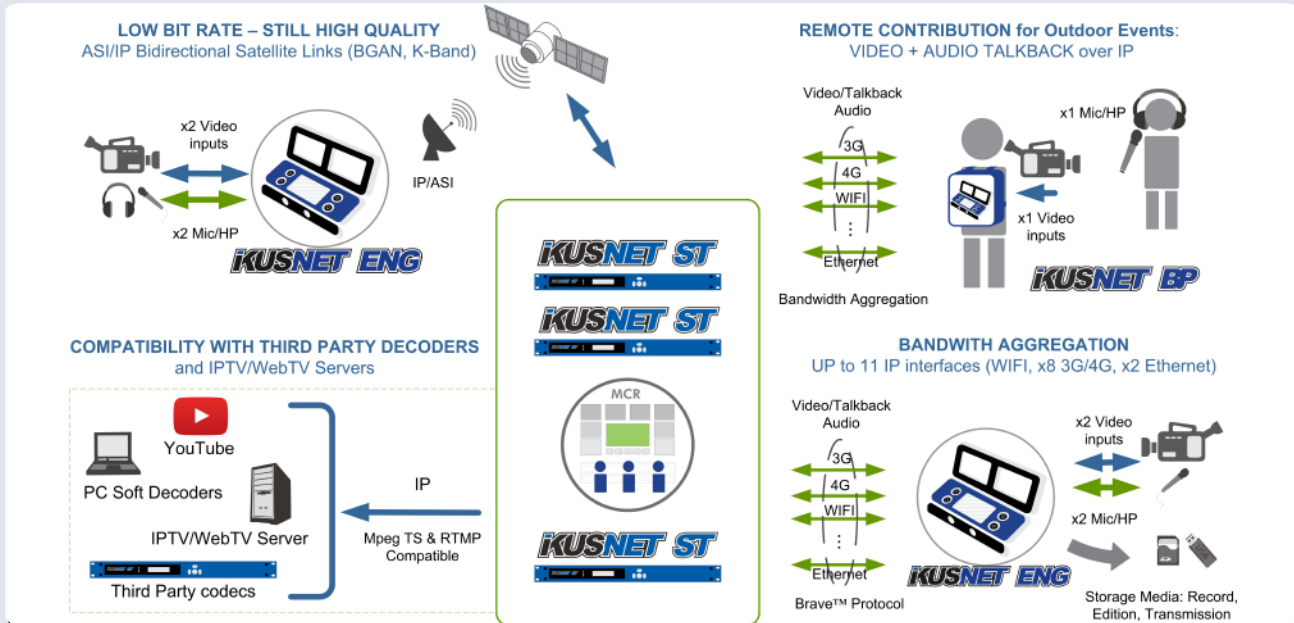 LOW BIT RATE – STILL HIGH QUALITY
ASI/IP Bidirectional Satellite Links (BGAN, K-Band)
x2 Video
inputs
x2 Mic/HP
IP/ASI
iKUSNET ENG
REMOTE CONTRIBUTION for Outdoor Events:
VIDEO + AUDIO TALKBACK over IP
Video/Talkback
Audio
3G
4G
WIFI
⋮
Ethernet
Bandwidth Aggregation
x1 Mic/HP
x1 Video
inputs
iKUSNET BP
iKUSNET ST
iKUSNET ST
MCR
iKUSNET ST
COMPATIBILITY WITH THIRD PARTY DECODERS
and IPTV/WebTV Servers
YouTube
PC Soft Decoders
IPTV/WebTV Server
Third Party codecs
IP
Mpeg TS & RTMP
Compatible
BANDWITH AGGREGATION
UP to 11 IP interfaces (WIFI, x8 3G/4G, x2 Ethernet)
Video/Talkback
Audio
3G
4G
WIFI
⋮
Ethernet
Brave™ Protocol
iKUSNET ENG
x2 Video
inputs
x2 Mic/HP
Storage Media: Record,
Edition, Transmission